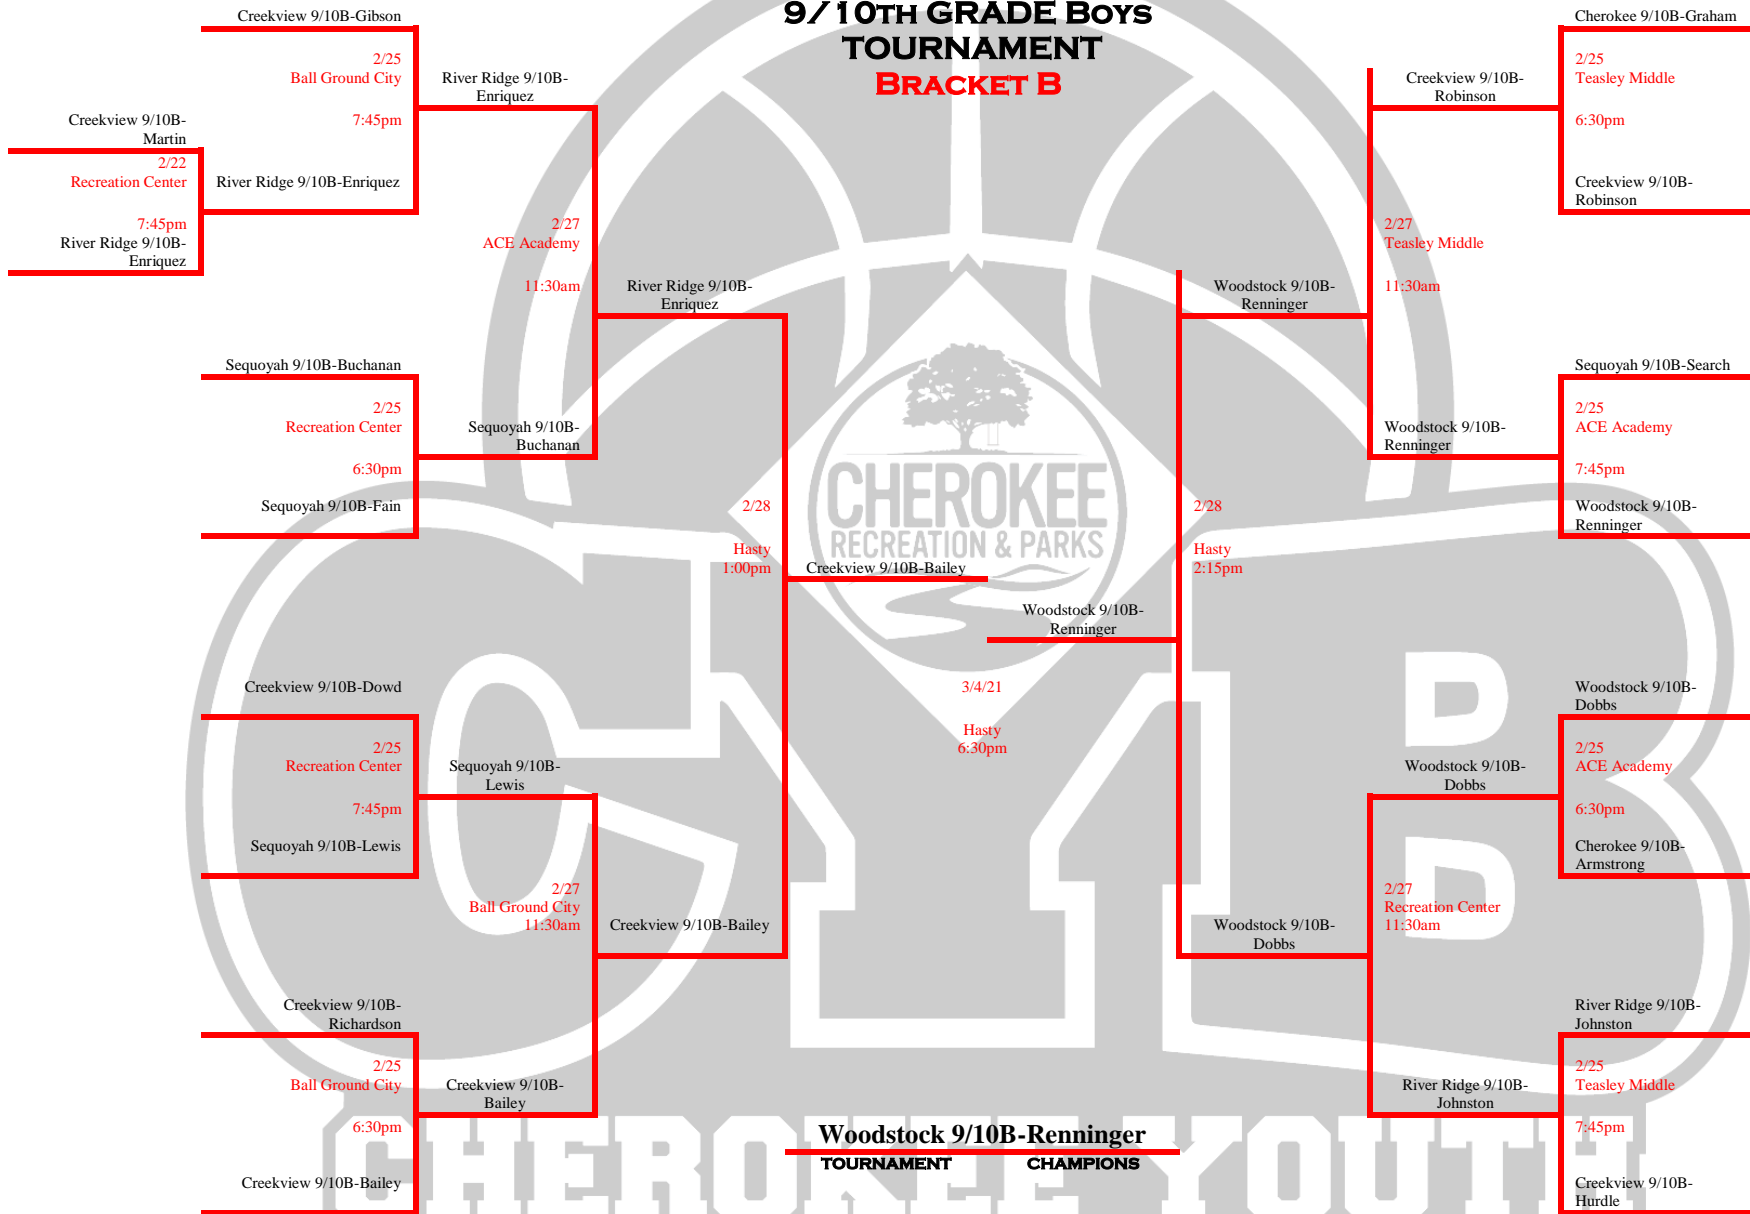 9/10TH GRADE BOYS
TOURNAMENT
BRACKET B
Creekview 9/10B-Gibson
2/25
Ball Ground City
7:45pm
River Ridge 9/10B-
Enriquez
Creekview 9/10B-
Martin
2/22
Recreation Center
7:45pm
River Ridge 9/10B-
Enriquez
River Ridge 9/10B-Enriquez
2/27
ACE Academy
11:30am
River Ridge 9/10B-
Enriquez
Sequoyah 9/10B-Buchanan
2/25
Recreation Center
6:30pm
Sequoyah 9/10B-Fain
Sequoyah 9/10B-
Buchanan
2/28
Hasty
1:00pm
Creekview 9/10B-Bailey
Creekview 9/10B-Dowd
2/25
Recreation Center
7:45pm
Sequoyah 9/10B-Lewis
Sequoyah 9/10B-
Lewis
2/27
Ball Ground City
11:30am
Creekview 9/10B-Bailey
Creekview 9/10B-
Richardson
2/25
Ball Ground City
6:30pm
Creekview 9/10B-Bailey
Creekview 9/10B-
Bailey
CHEROKEE
RECREATION & PARKS
Woodstock 9/10B-
Renninger
3/4/21
Hasty
6:30pm
Cherokee 9/10B-Graham
2/25
Teasley Middle
6:30pm
Creekview 9/10B-
Robinson
Creekview 9/10B-
Robinson
2/27
Teasley Middle
11:30am
Woodstock 9/10B-
Renninger
Sequoyah 9/10B-Search
2/25
ACE Academy
7:45pm
Woodstock 9/10B-
Renninger
Woodstock 9/10B-
Renninger
2/28
Hasty
2:15pm
Woodstock 9/10B-
Dobbs
2/25
ACE Academy
6:30pm
Cherokee 9/10B-
Armstrong
Woodstock 9/10B-
Dobbs
2/27
Recreation Center
11:30am
Woodstock 9/10B-
Dobbs
River Ridge 9/10B-
Johnston
2/25
Teasley Middle
7:45pm
Creekview 9/10B-
Hurdle
River Ridge 9/10B-
Johnston
Woodstock 9/10B-Renninger
TOURNAMENT CHAMPIONS
CYB
CHEROKEE YOUTH